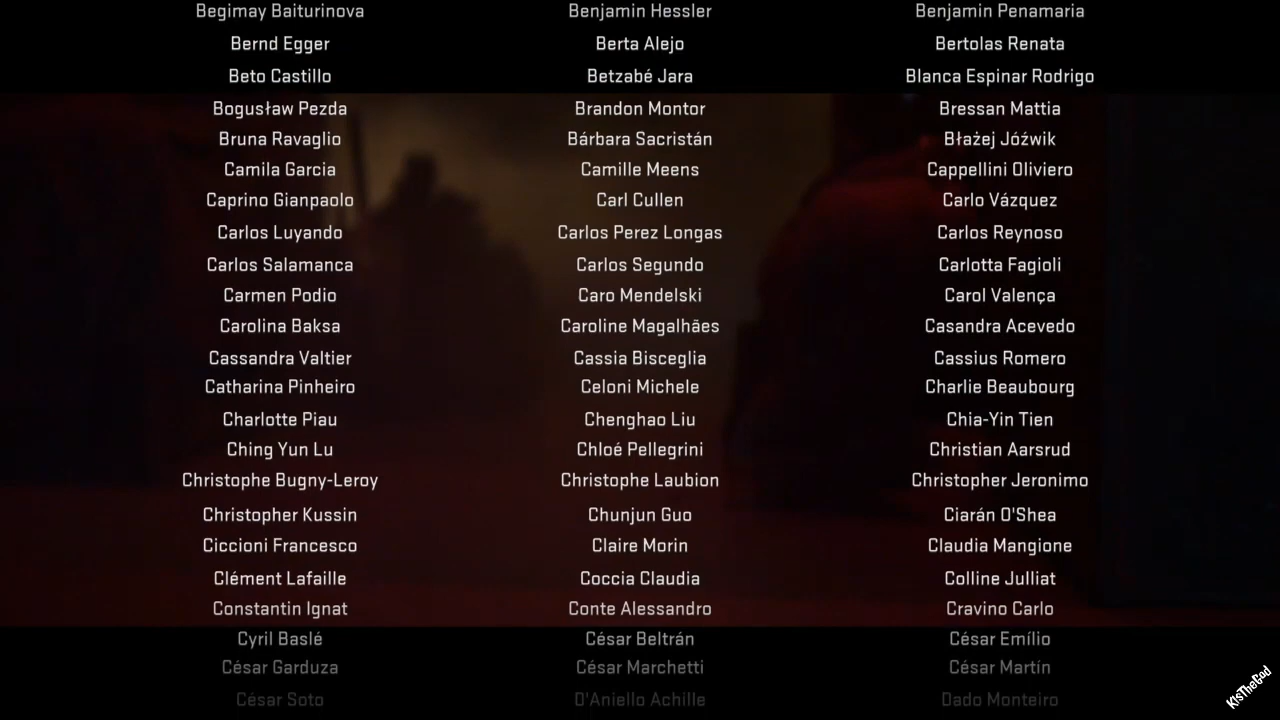 Begimay Baiturinova Benjamin Hessler Benjamin Penamaria
Bernd Egger Berta Alejo Bertolas Renata
Beto Castillo Betzabé Jara Blanca Espinar Rodrigo
Bogusław Pezda Brandon Montor Bressan Mattia
Bruna Ravaglio Bárbara Sacristán Błażej Jóźwik
Camila Garcia Camille Meens Cappellini Oliviero
Caprino Gianpaolo Carl Cullen Carlo Vázquez
Carlos Luyando Carlos Perez Longas Carlos Reynoso
Carlos Salamanca Carlos Segundo Carlotta Fagioli
Carmen Podio Caro Mendelski Carol Valença
Carolina Baksa Caroline Magalhães Casandra Acevedo
Cassandra Valtier Cassia Bisceglia Cassius Romero
Catharina Pinheiro Celoni Michele Charlie Beaubourg
Charlotte Piau Chenghao Liu Chia-Yin Tien
Ching Yun Lu Chloé Pellegrini Christian Aarsrud
Christophe Bugny-Leroy Christophe Laubion Christopher Jeronimo
Christopher Kussin Chunjun Guo Ciarán O'Shea
Ciccioni Francesco Claire Morin Claudia Mangione
Clément Lafaille Coccia Claudia Colline Julliat
Constantin Ignat Conte Alessandro Cravino Carlo
Cyril Baslé César Beltrán César Emílio
César Garduza César Marchetti César Martín
César Soto D'Aniello Achille Dado Monteiro
KIsTheGod